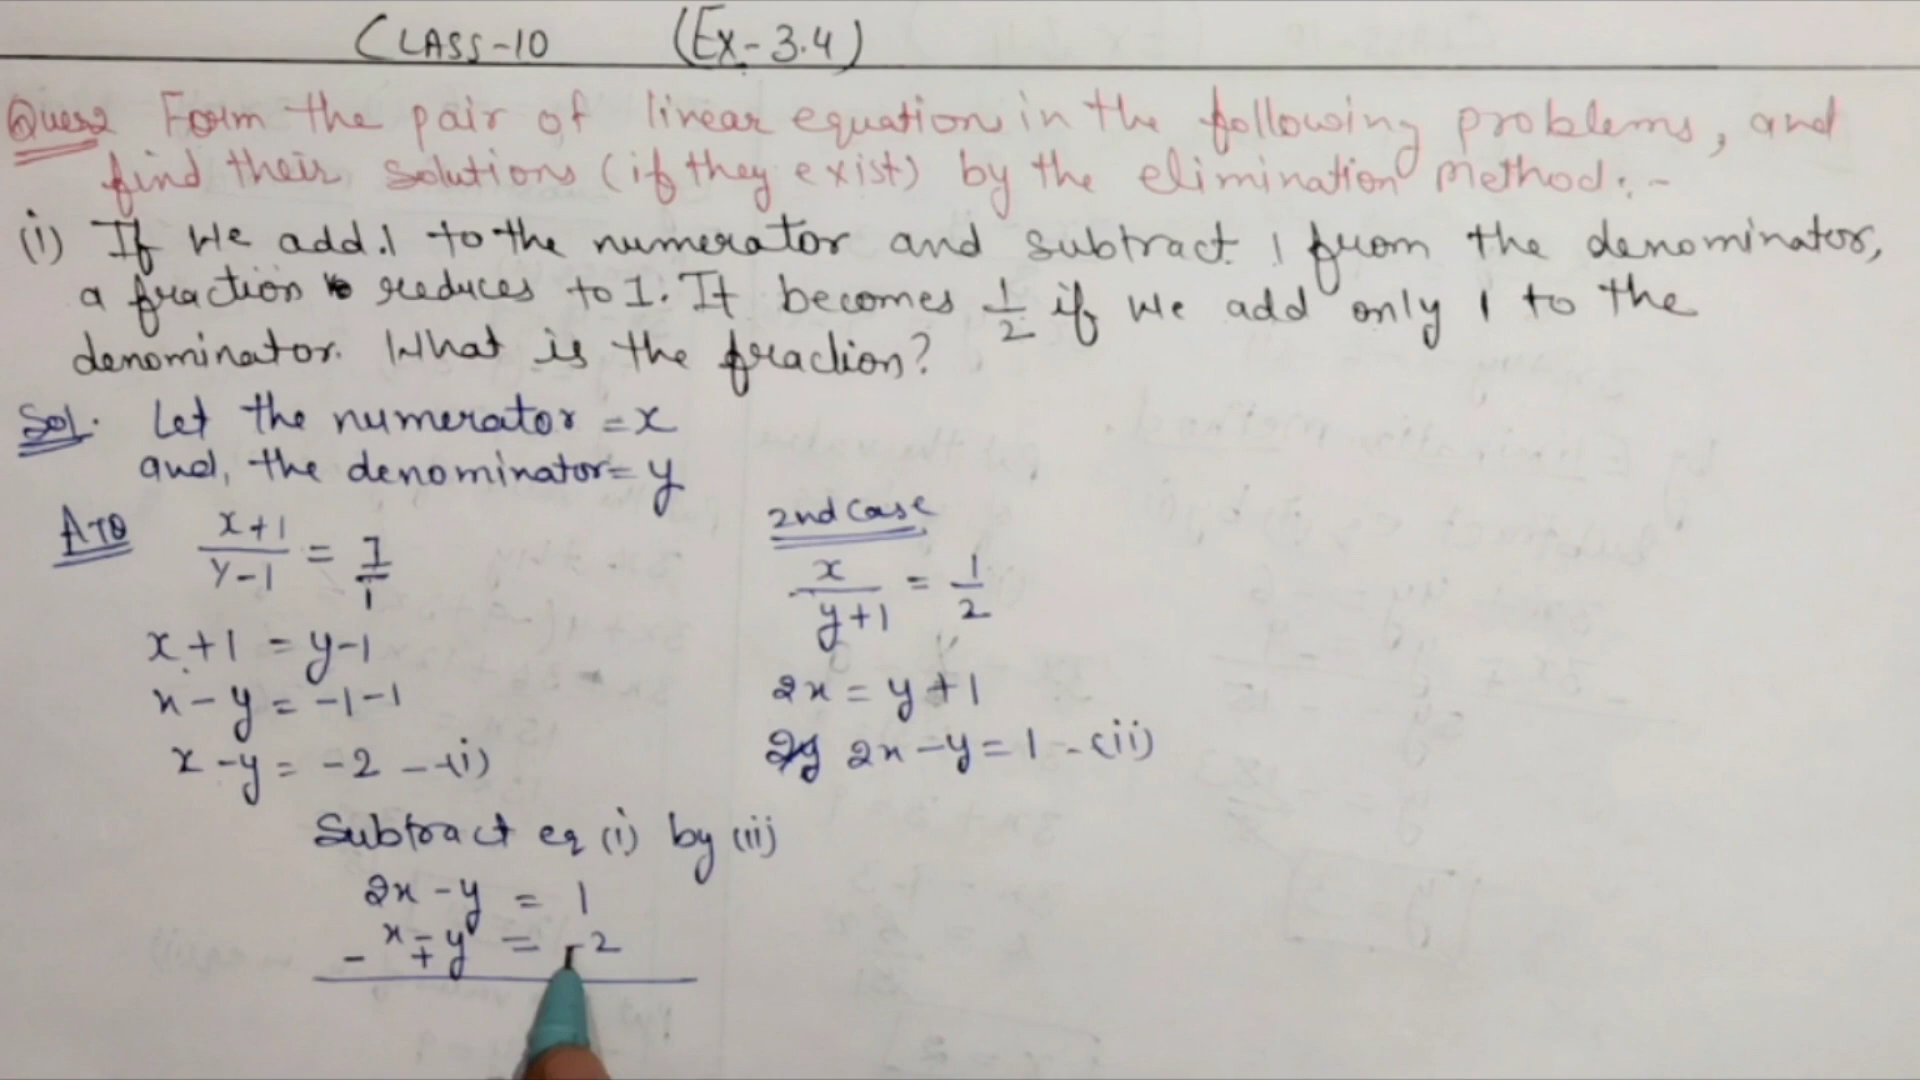 CLASS-10 (Ex-3.4)
Ques2 Form the pair of linear equations in the following problems, and
find their solutions (if they exist) by the elimination method:-
(i) If we add 1 to the numerator and subtract 1 from the denominator,
a fraction reduces to 1. It becomes 1/2 if we add only 1 to the
denominator. What is the fraction?
Sol. Let the numerator = x
and, the denominator = y
ATQ x+1/y-1 = 1/1
x+1 = y-1
x-y = -1-1
x-y = -2 -(i)
2nd Case
x/y+1 = 1/2
2x = y+1
2x-y = 1 -(ii)
Subtract eq (i) by (ii)
2x - y = 1
x - y = -2
- +